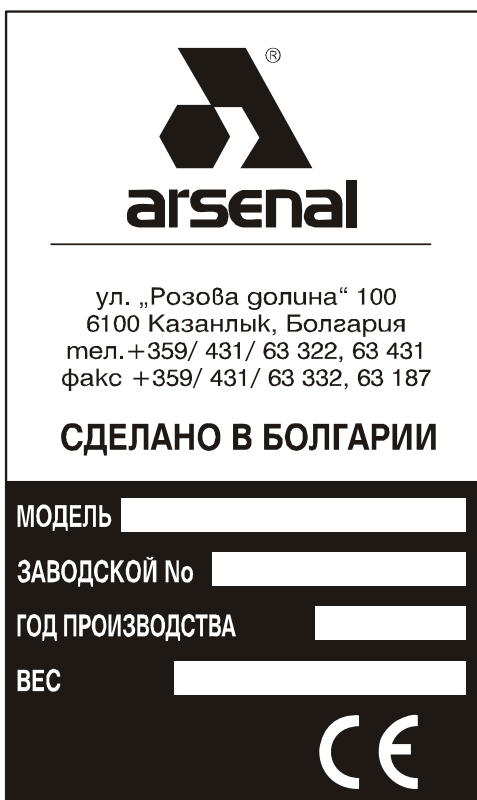 ®
arsenal
ул. „Розова долина“ 100
6100 Казанлык, Болгария
тел.+359/ 431/ 63 322, 63 431
факс +359/ 431/ 63 332, 63 187
СДЕЛАНО В БОЛГАРИИ
МОДЕЛЬ
ЗАВОДСКОЙ No
ГОД ПРОИЗВОДСТВА
ВЕС
CE